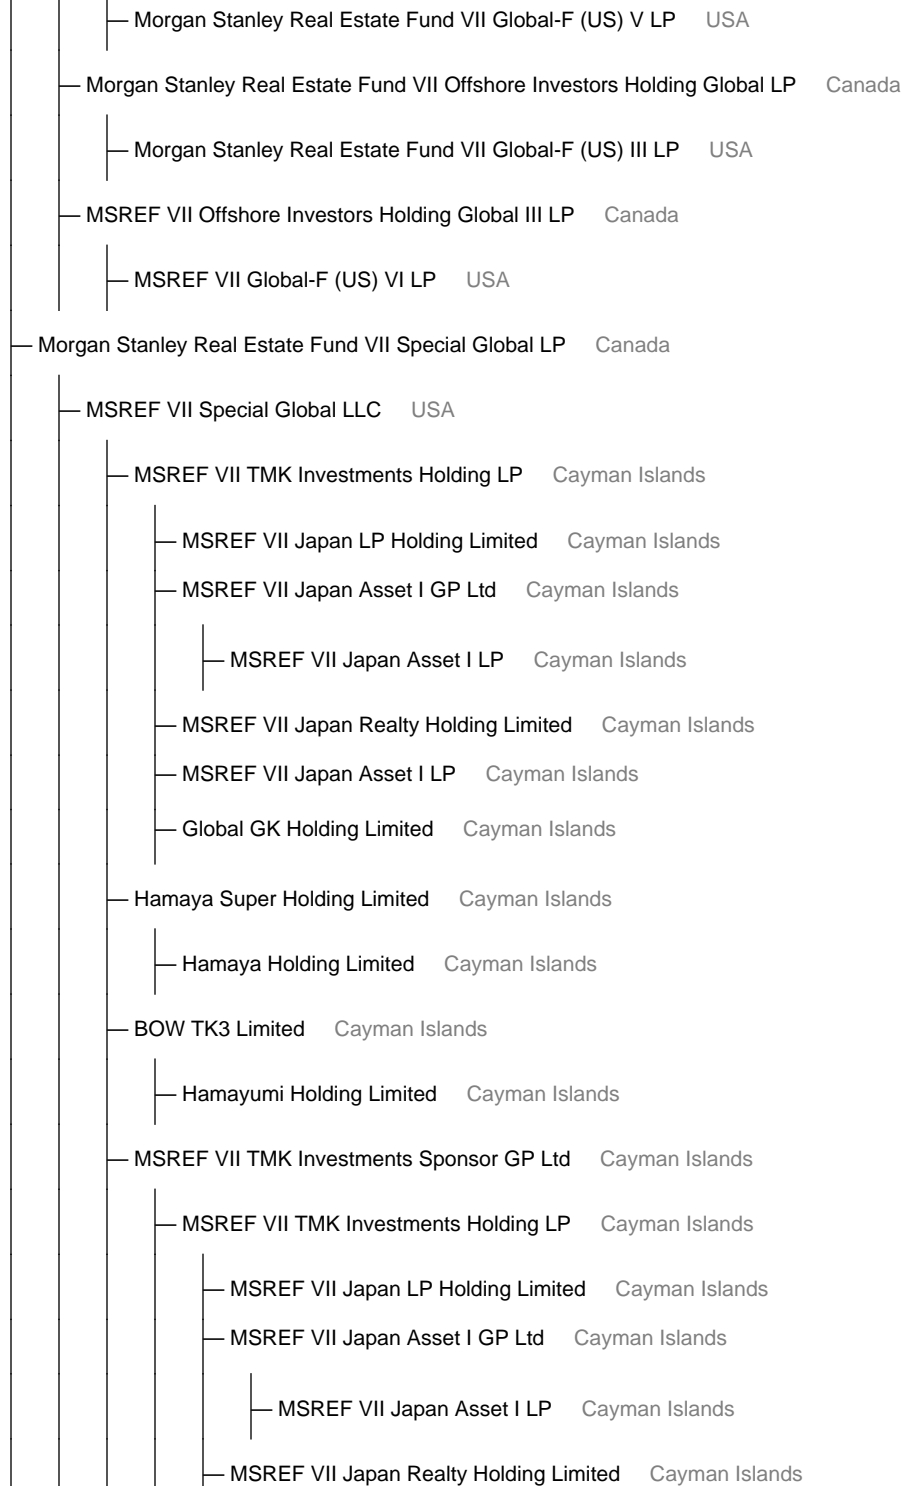 Morgan Stanley Real Estate Fund VII Global-F (US) V LP USA
Morgan Stanley Real Estate Fund VII Offshore Investors Holding Global LP Canada
Morgan Stanley Real Estate Fund VII Global-F (US) III LP USA
MSREF VII Offshore Investors Holding Global III LP Canada
MSREF VII Global-F (US) VI LP USA
Morgan Stanley Real Estate Fund VII Special Global LP Canada
MSREF VII Special Global LLC USA
MSREF VII TMK Investments Holding LP Cayman Islands
MSREF VII Japan LP Holding Limited Cayman Islands
MSREF VII Japan Asset I GP Ltd Cayman Islands
MSREF VII Japan Asset I LP Cayman Islands
MSREF VII Japan Realty Holding Limited Cayman Islands
MSREF VII Japan Asset I LP Cayman Islands
Global GK Holding Limited Cayman Islands
Hamaya Super Holding Limited Cayman Islands
Hamaya Holding Limited Cayman Islands
BOW TK3 Limited Cayman Islands
Hamayumi Holding Limited Cayman Islands
MSREF VII TMK Investments Sponsor GP Ltd Cayman Islands
MSREF VII TMK Investments Holding LP Cayman Islands
MSREF VII Japan LP Holding Limited Cayman Islands
MSREF VII Japan Asset I GP Ltd Cayman Islands
MSREF VII Japan Asset I LP Cayman Islands
MSREF VII Japan Realty Holding Limited Cayman Islands